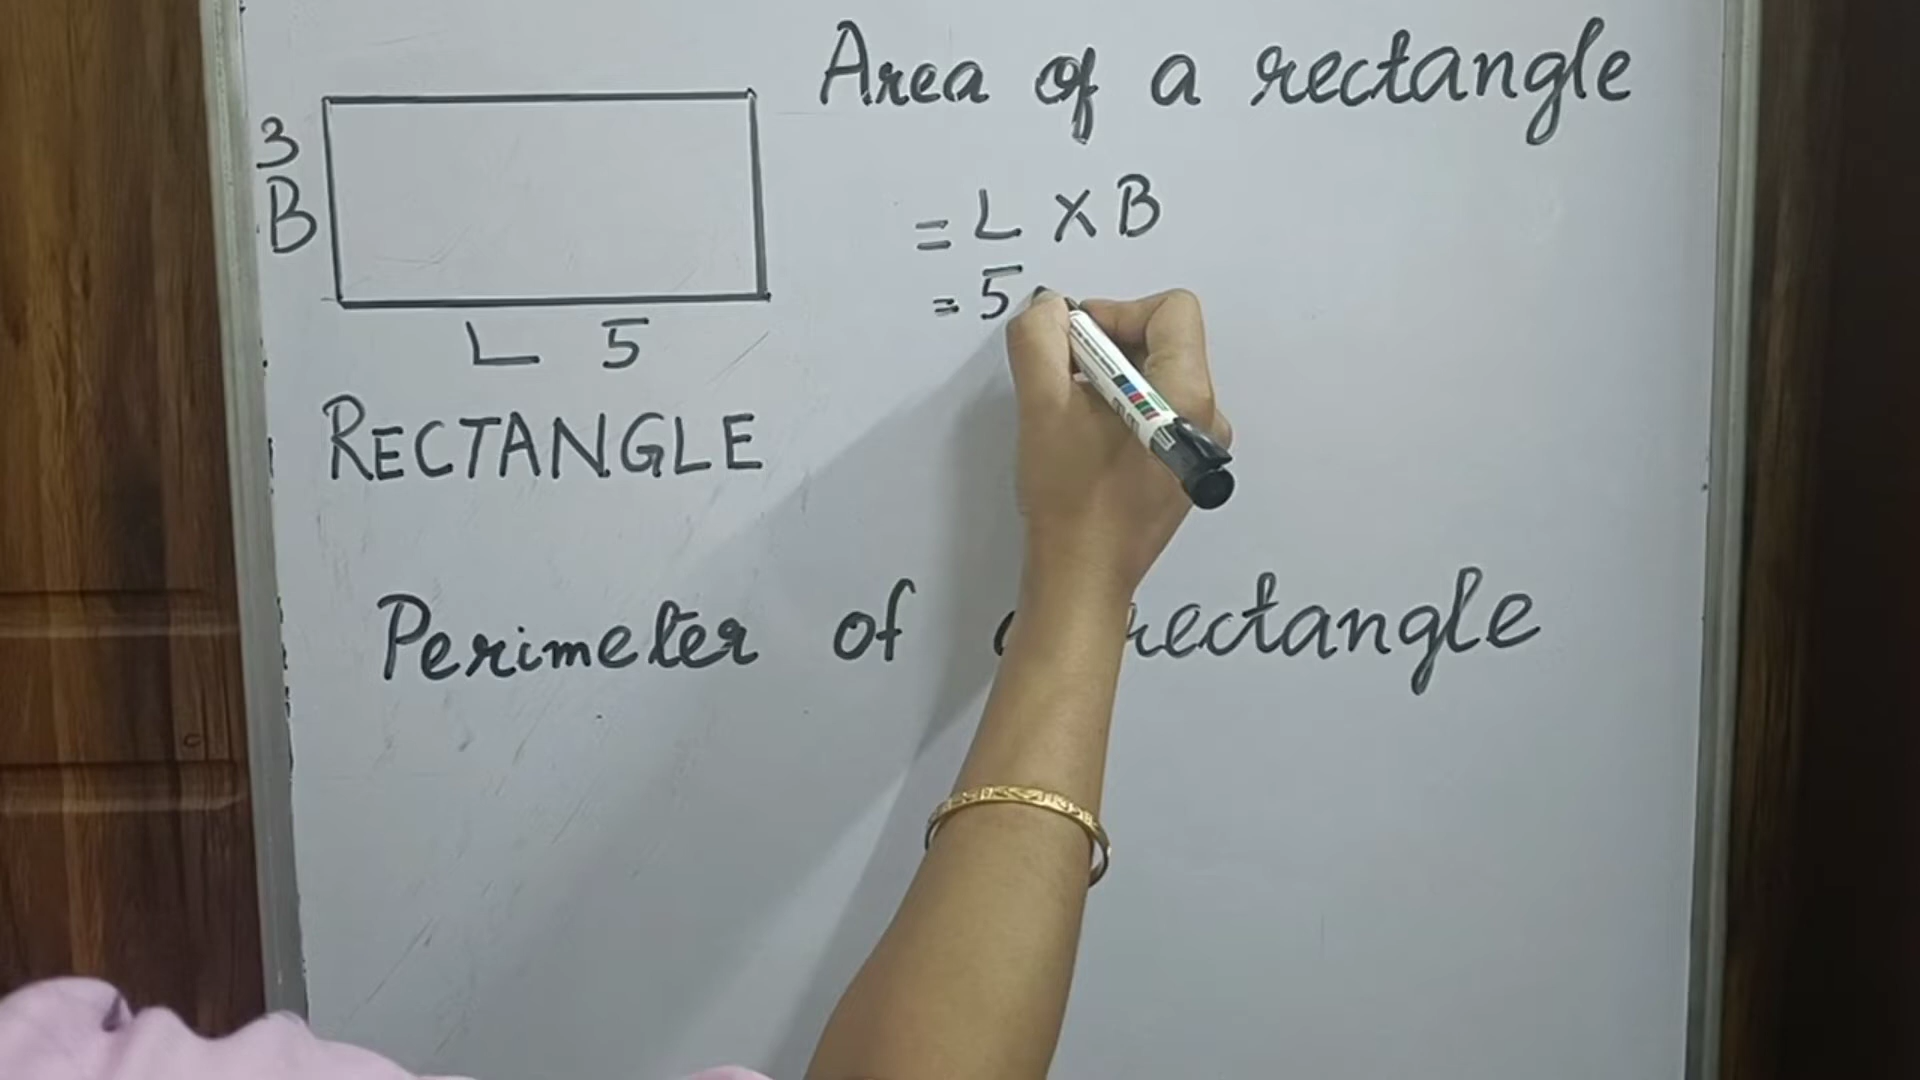 Area of a rectangle
3
B
= L X B
= 5
L 5
RECTANGLE
Perimeter of rectangle